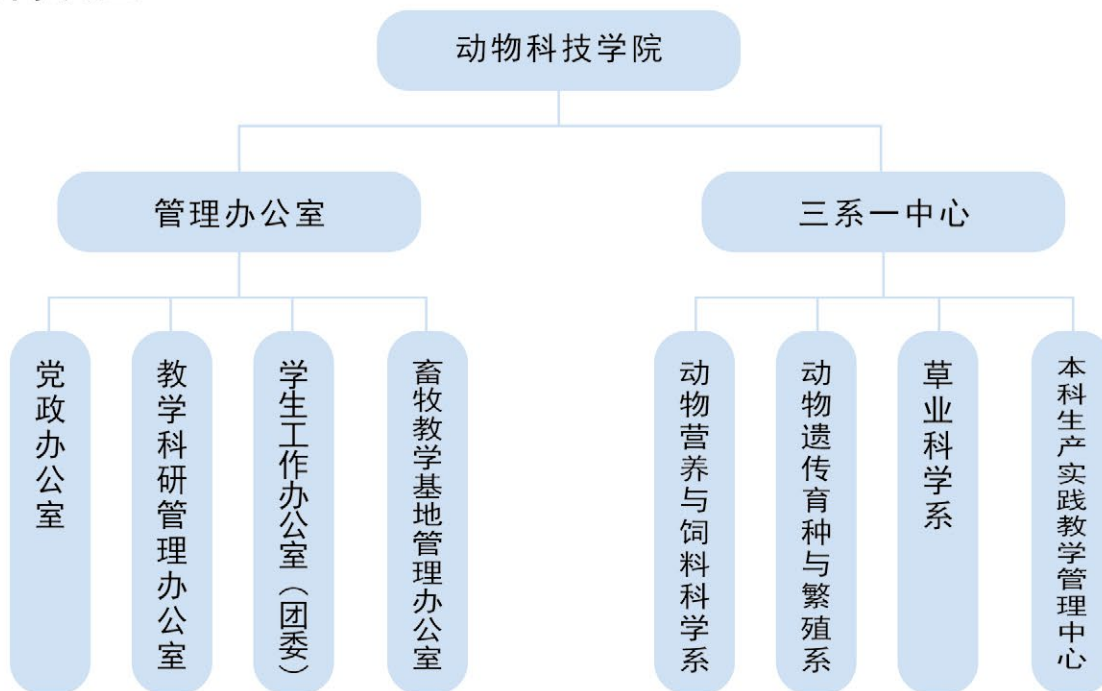 动物科技学院
管理办公室
三系一中心
党政办公室
教学科研管理办公室
学生工作办公室（团委）
畜牧教学基地管理办公室
动物营养与饲料科学系
动物遗传育种与繁殖系
草业科学系
本科生产实践教学管理中心